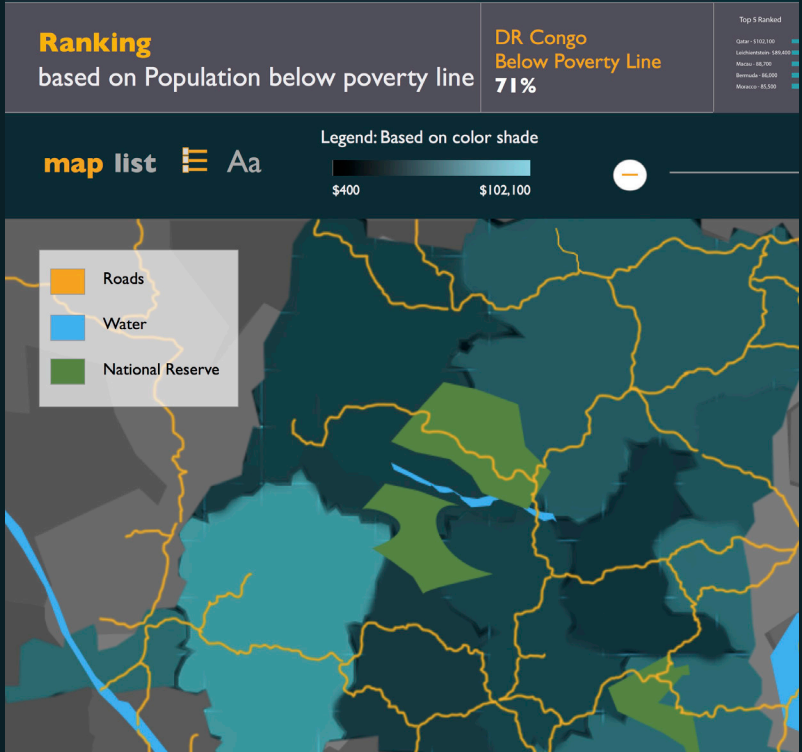 Ranking
based on Population below poverty line
DR Congo
Below Poverty Line
71%
Top 5 Ranked
Qatar - $102,100
Leichientstein- $89,400
Macau - 88,700
Bermuda - 86,000
Moracco - 85,500
map list Aa
Legend: Based on color shade
$400 $102,100
Roads
Water
National Reserve